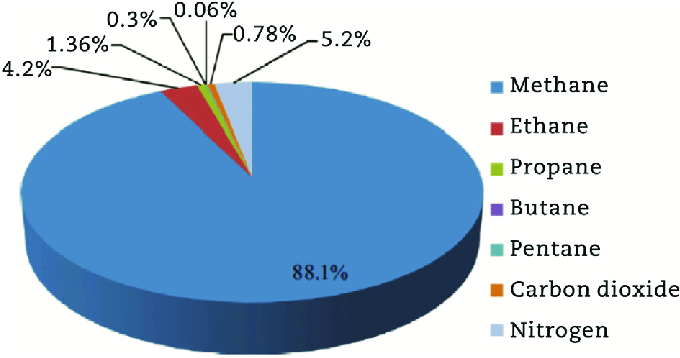 0.06%
0.3%
0.78%
5.2%
1.36%
4.2%
Methane
Ethane
Propane
Butane
Pentane
Carbon dioxide
Nitrogen
88.1%